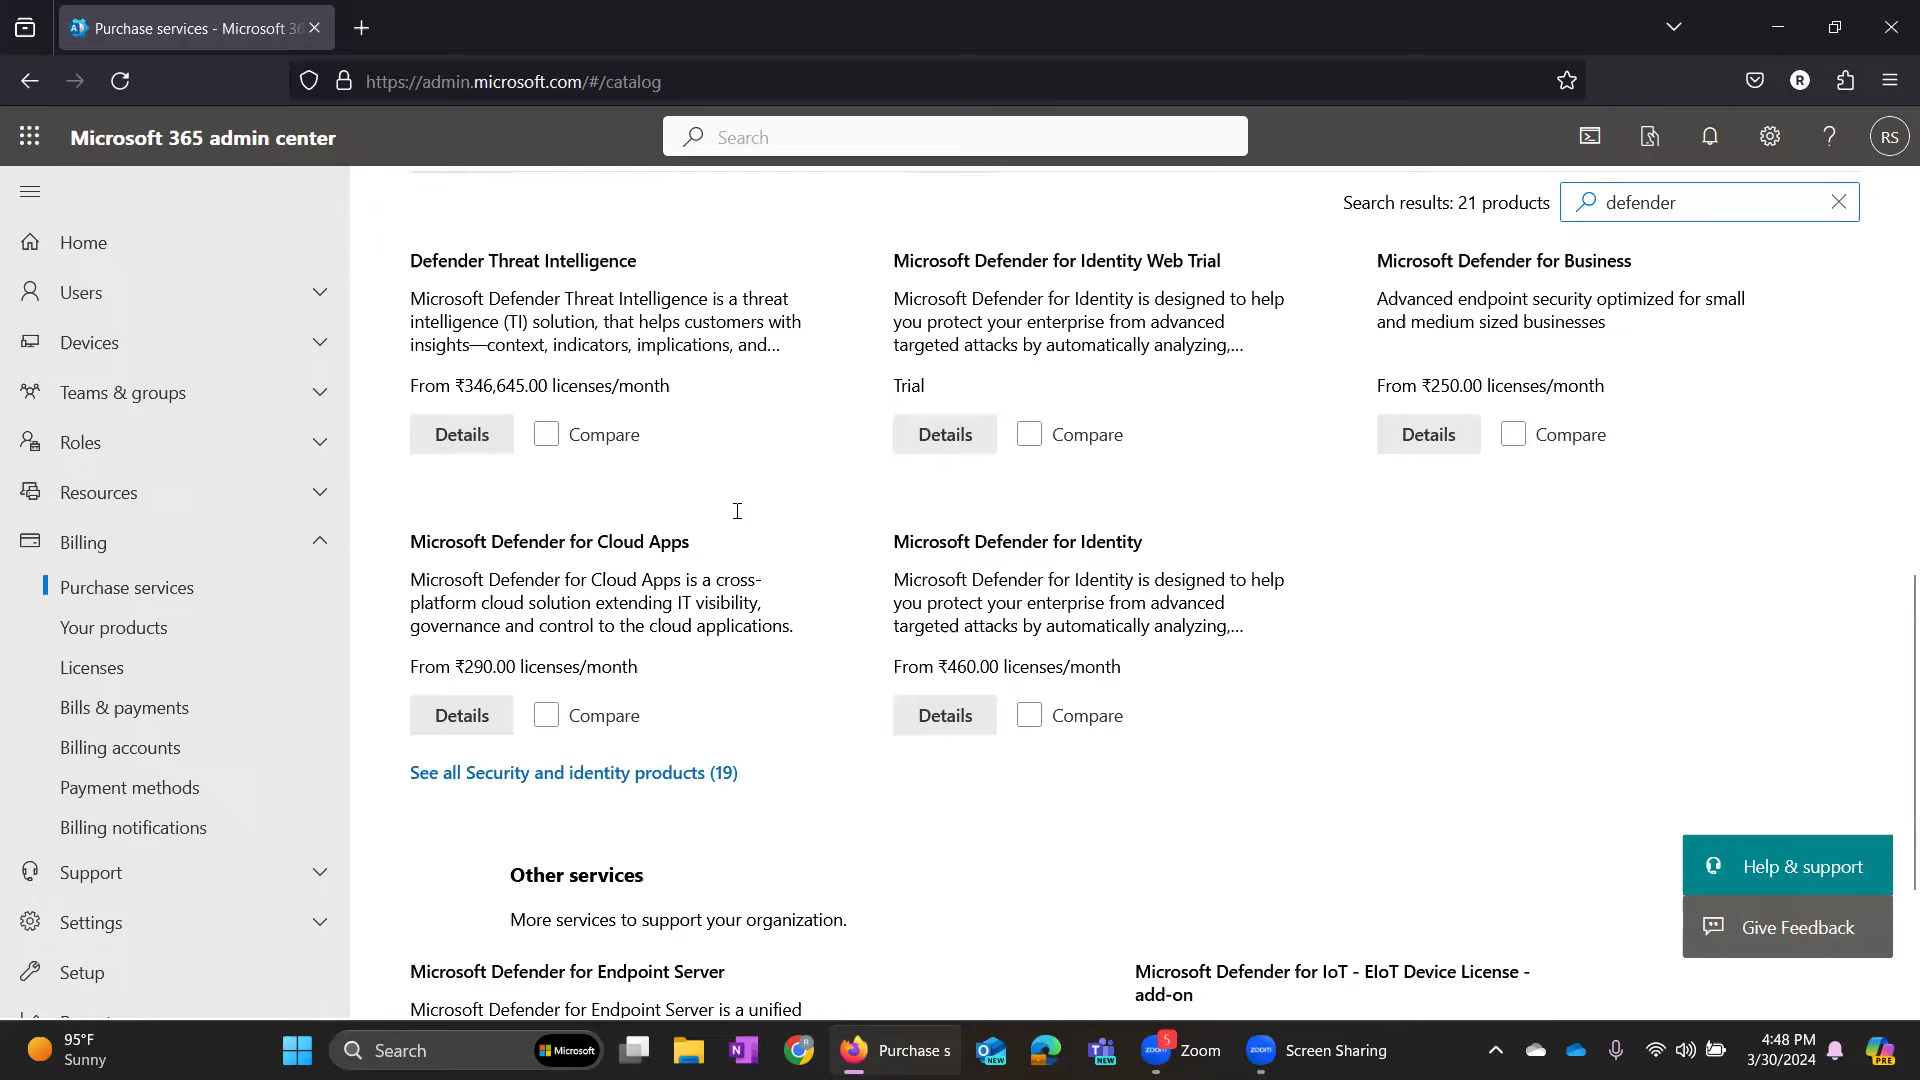 Purchase services - Microsoft 36
https://admin.microsoft.com/#/catalog
R
Microsoft 365 admin center
Search
RS
Search results: 21 products
defender
Home
Users
Devices
Teams & groups
Roles
Resources
Billing
Purchase services
Your products
Licenses
Bills & payments
Billing accounts
Payment methods
Billing notifications
Support
Settings
Setup
Defender Threat Intelligence
Microsoft Defender Threat Intelligence is a threat
intelligence (TI) solution, that helps customers with
insights—context, indicators, implications, and...
From ₹346,645.00 licenses/month
Details
Compare
Microsoft Defender for Identity Web Trial
Microsoft Defender for Identity is designed to help
you protect your enterprise from advanced
targeted attacks by automatically analyzing,...
Trial
Details
Compare
Microsoft Defender for Business
Advanced endpoint security optimized for small
and medium sized businesses
From ₹250.00 licenses/month
Details
Compare
Microsoft Defender for Cloud Apps
Microsoft Defender for Cloud Apps is a cross-
platform cloud solution extending IT visibility,
governance and control to the cloud applications.
From ₹290.00 licenses/month
Details
Compare
Microsoft Defender for Identity
Microsoft Defender for Identity is designed to help
you protect your enterprise from advanced
targeted attacks by automatically analyzing,...
From ₹460.00 licenses/month
Details
Compare
See all Security and identity products (19)
Other services
More services to support your organization.
Microsoft Defender for Endpoint Server
Microsoft Defender for Endpoint Server is a unified
Microsoft Defender for IoT - EIoT Device License -
add-on
Help & support
Give Feedback
95°F
Sunny
Search
Microsoft
Purchase s
NEW
NEW
zoom
5
Zoom
zoom
Screen Sharing
4:48 PM
3/30/2024
PRE